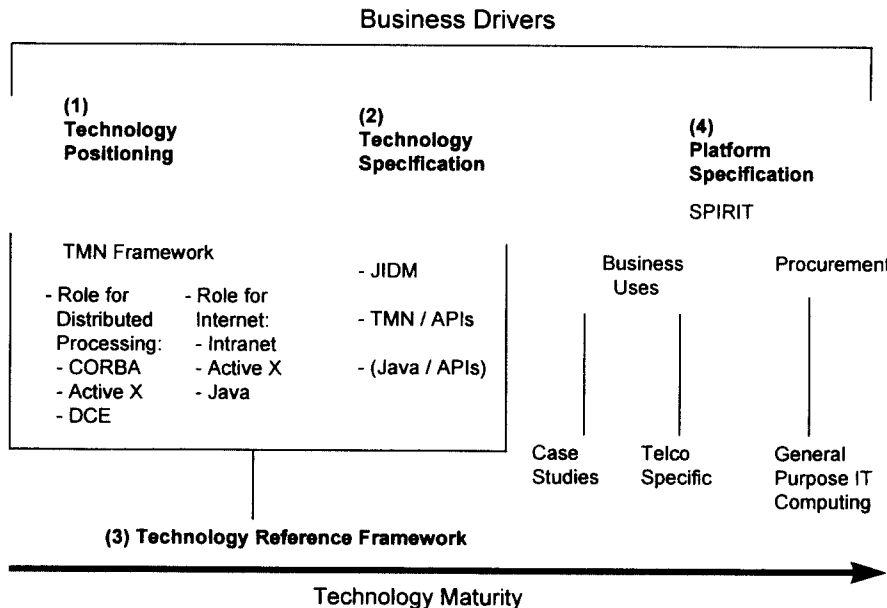 Business Drivers
(1)
Technology
Positioning
(2)
Technology
Specification
(4)
Platform
Specification
SPIRIT
TMN Framework
- Role for
Distributed
Processing:
- CORBA
- Active X
- DCE
- Role for
Internet:
- Intranet
- Active X
- Java
- JIDM
- TMN / APIs
- (Java / APIs)
Business
Uses
Procurement
Case
Studies
Telco
Specific
General
Purpose IT
Computing
(3) Technology Reference Framework
Technology Maturity